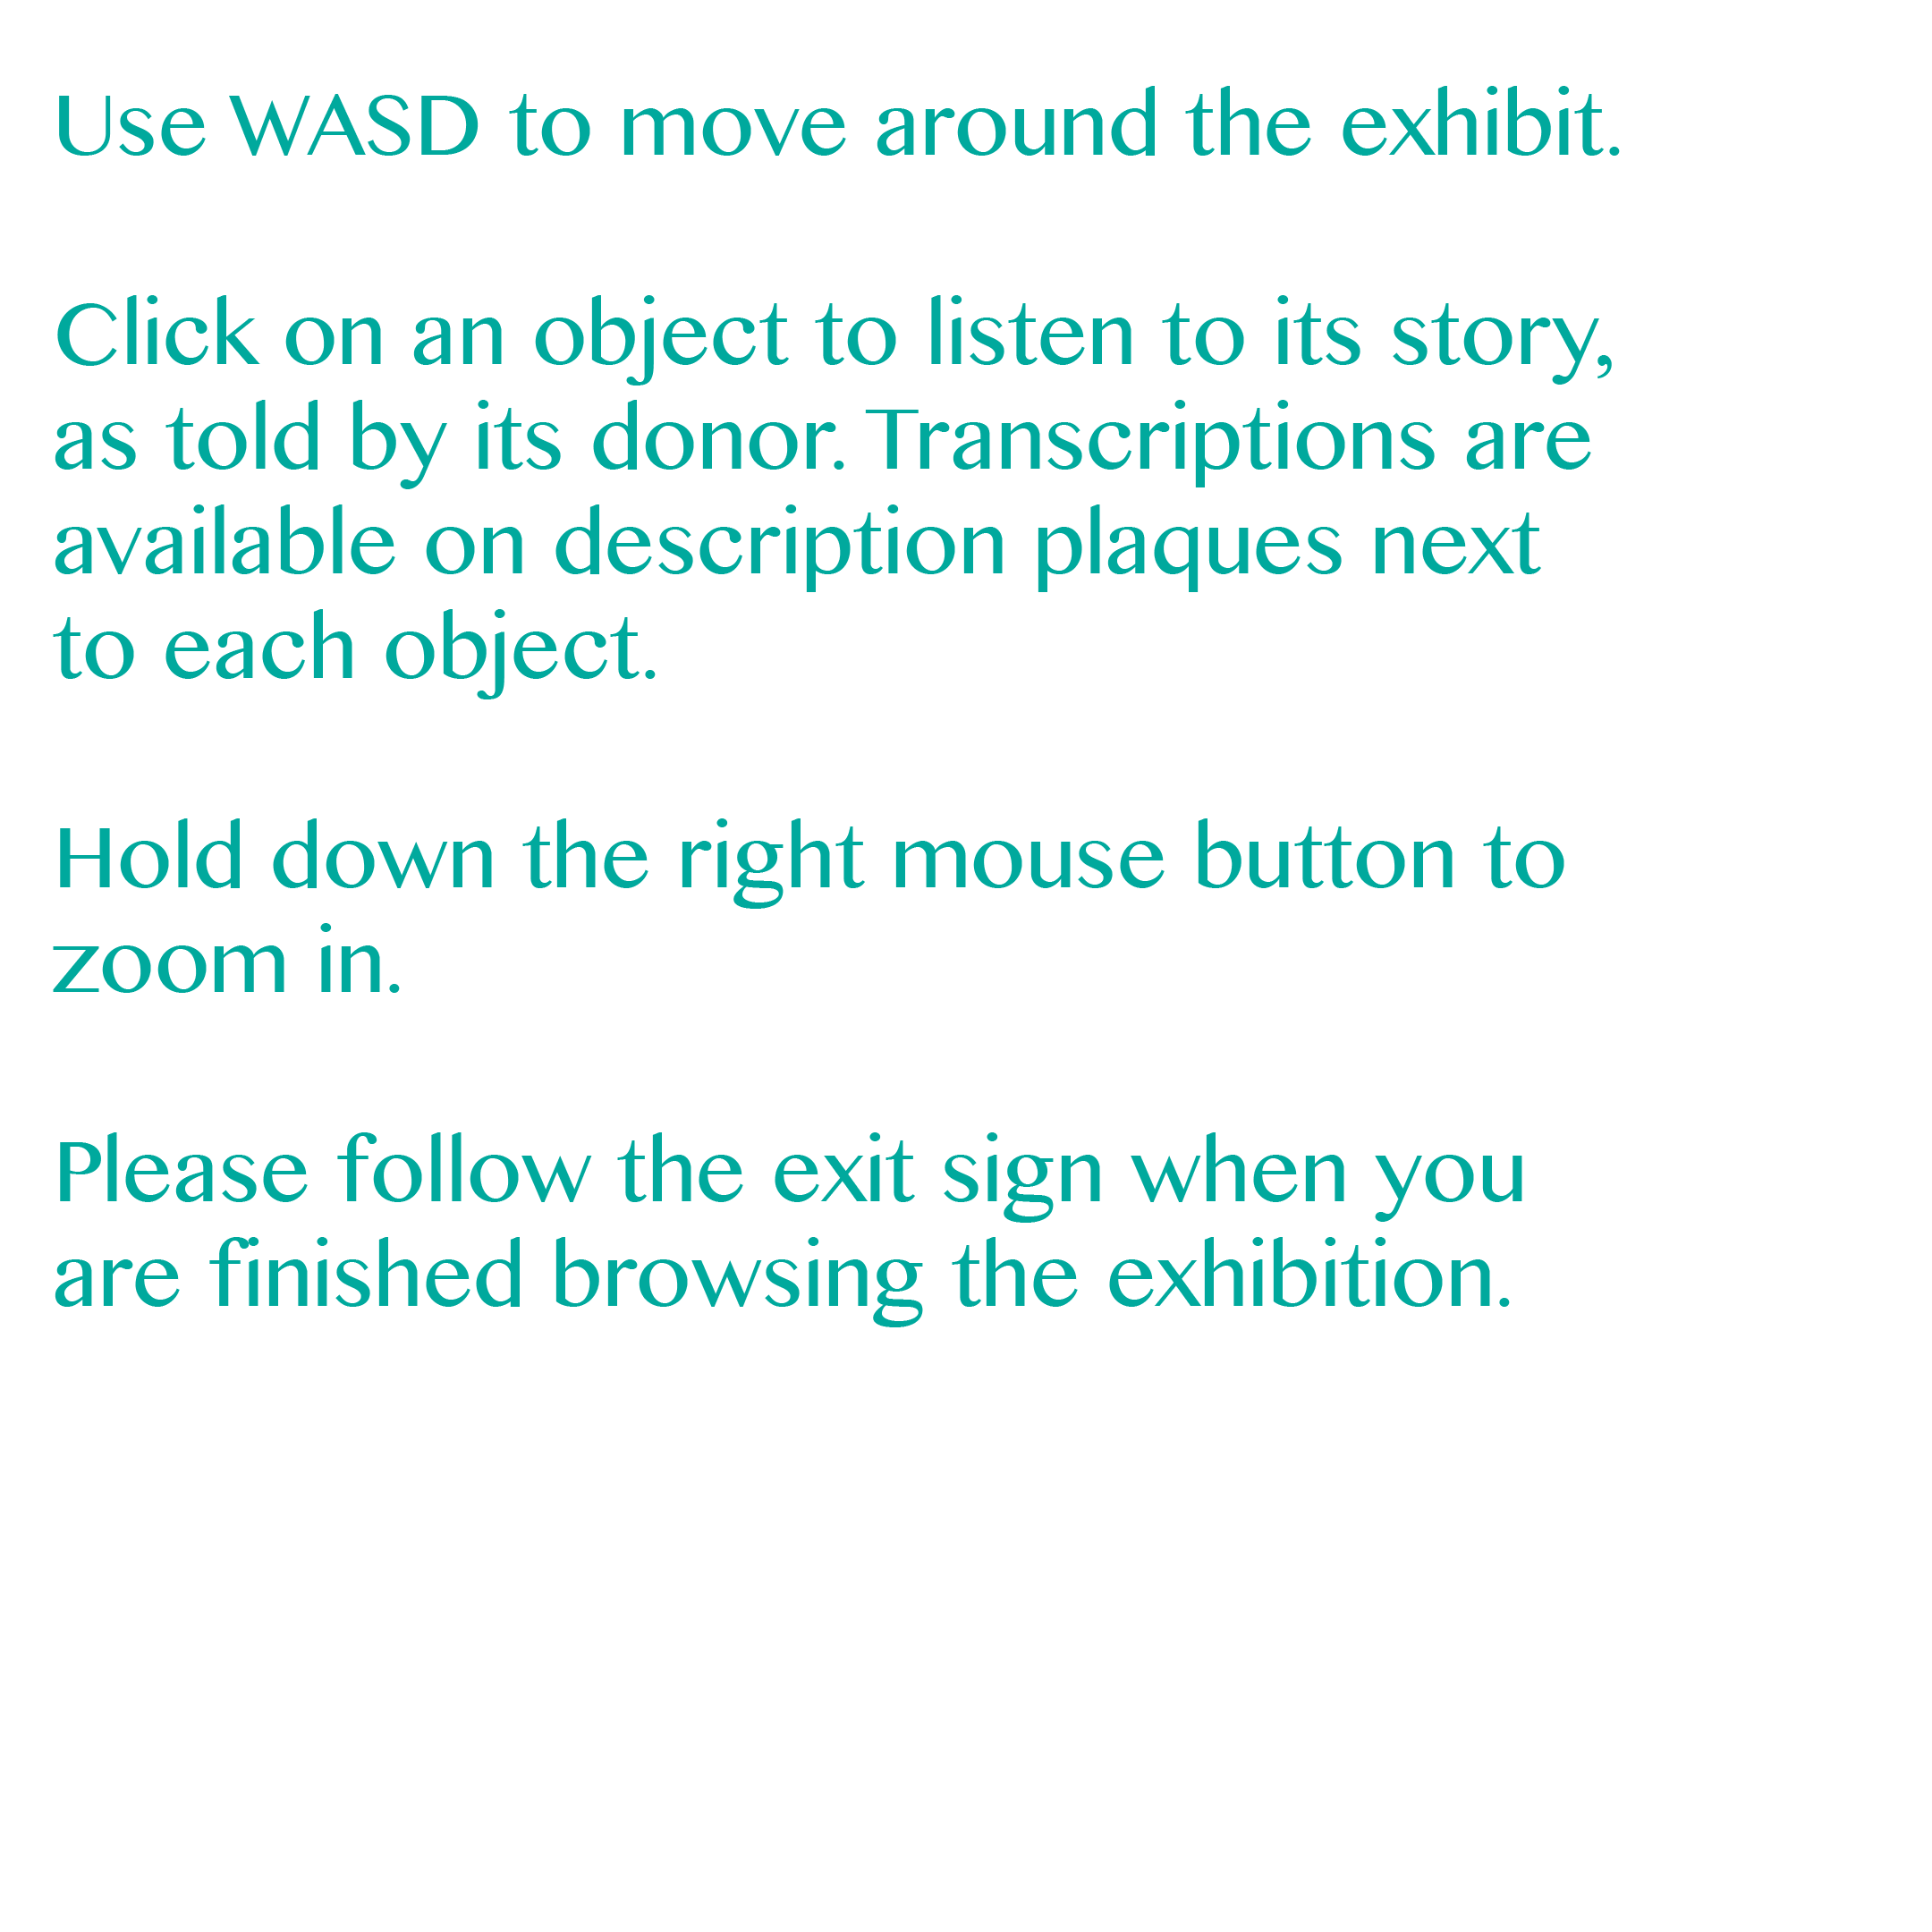 Use WASD to move around the exhibit.
Click on an object to listen to its story,
as told by its donor. Transcriptions are
available on description plaques next
to each object.
Hold down the right mouse button to
zoom in.
Please follow the exit sign when you
are finished browsing the exhibition.